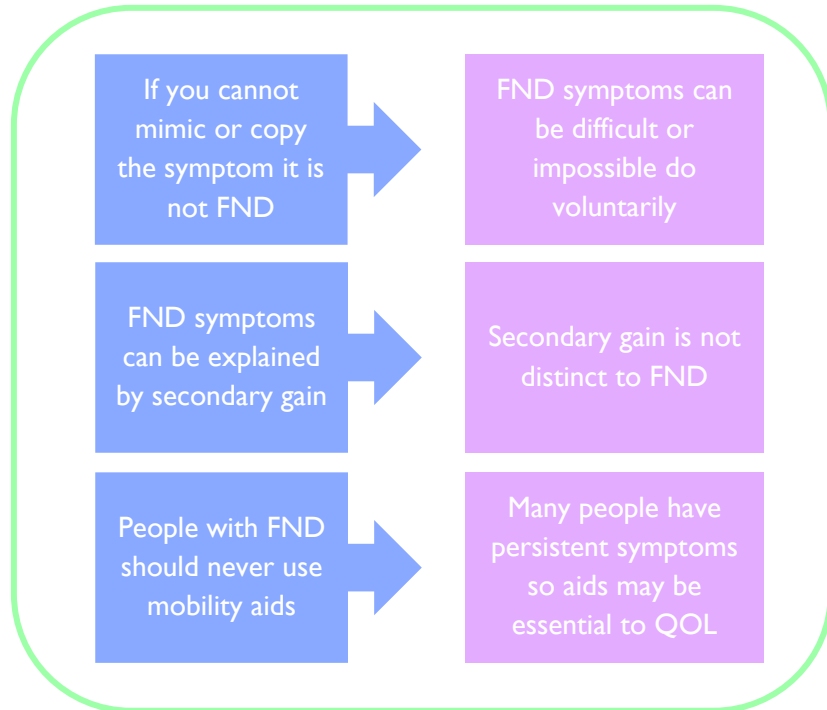 If you cannot
mimic or copy
the symptom it is
not FND
FND symptoms can
be difficult or
impossible do
voluntarily
FND symptoms
can be explained
by secondary gain
Secondary gain is not
distinct to FND
People with FND
should never use
mobility aids
Many people have
persistent symptoms
so aids may be
essential to QOL